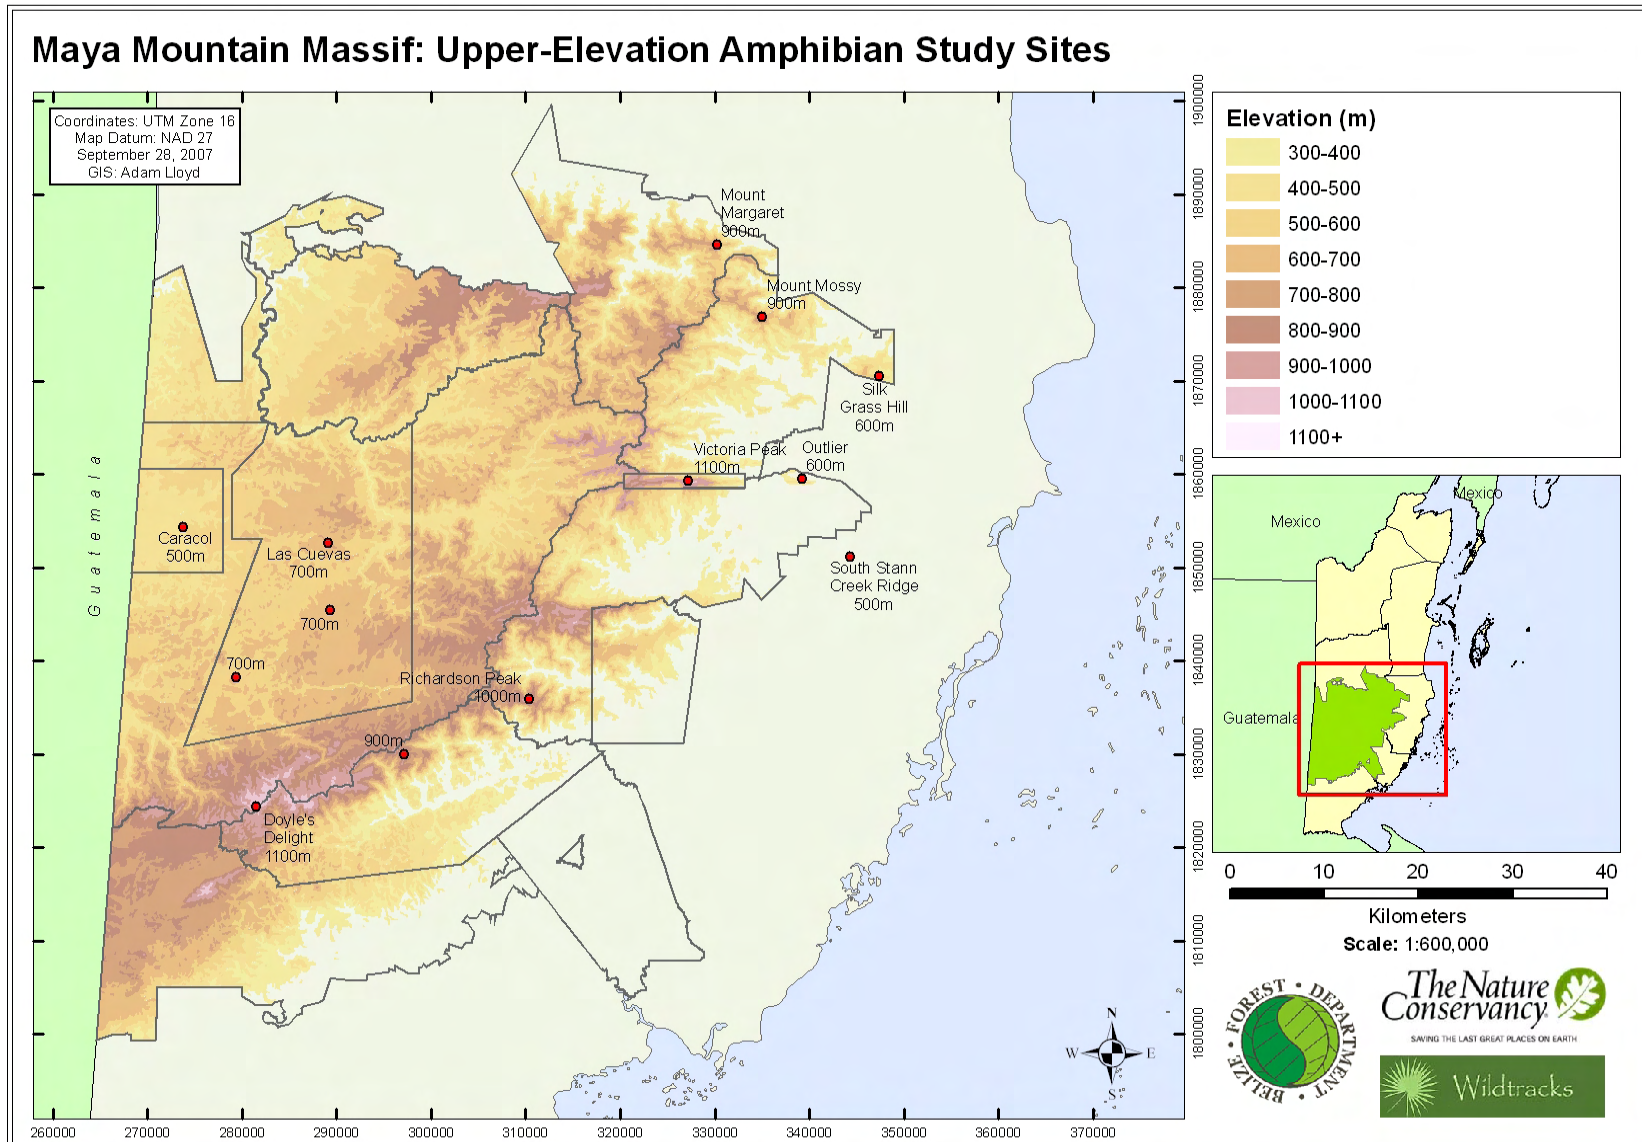 Maya Mountain Massif: Upper-Elevation Amphibian Study Sites
Coordinates: UTM Zone 16
Map Datum: NAD 27
September 28, 2007
GIS: Adam Lloyd
Guatemala
Mount
Margaret
900m
Mount Mossy
900m
Silk
Grass Hill
600m
Victoria Peak
1100m
Outlier
600m
Caracol
500m
Las Cuevas
700m
700m
700m
South Stann
Creek Ridge
500m
Richardson Peak
1000m
900m
Doyle's
Delight
1100m
1900000
1890000
1880000
1870000
1860000
1850000
1840000
1830000
1820000
1810000
1800000
260000 270000 280000 290000 300000 310000 320000 330000 340000 350000 360000 370000
N
W E
S
Elevation (m)
300-400
400-500
500-600
600-700
700-800
800-900
900-1000
1000-1100
1100+
Mexico
Mexico
Guatemala
0 10 20 30 40
Kilometers
Scale: 1:600,000
BELIZE • FOREST • DEPARTMENT •
The Nature
Conservancy
SAVING THE LAST GREAT PLACES ON EARTH
Wildtracks